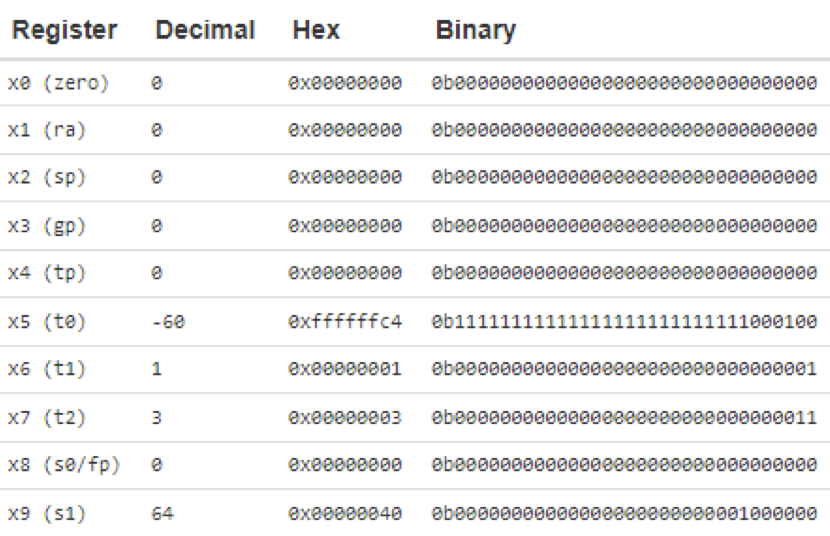 Register Decimal Hex Binary
x0 (zero) 0 0x00000000 0b00000000000000000000000000000000
x1 (ra) 0 0x00000000 0b00000000000000000000000000000000
x2 (sp) 0 0x00000000 0b00000000000000000000000000000000
x3 (gp) 0 0x00000000 0b00000000000000000000000000000000
x4 (tp) 0 0x00000000 0b00000000000000000000000000000000
x5 (t0) -60 0xffffffc4 0b11111111111111111111111111000100
x6 (t1) 1 0x00000001 0b00000000000000000000000000000001
x7 (t2) 3 0x00000003 0b00000000000000000000000000000011
x8 (s0/fp) 0 0x00000000 0b00000000000000000000000000000000
x9 (s1) 64 0x00000040 0b00000000000000000000000001000000